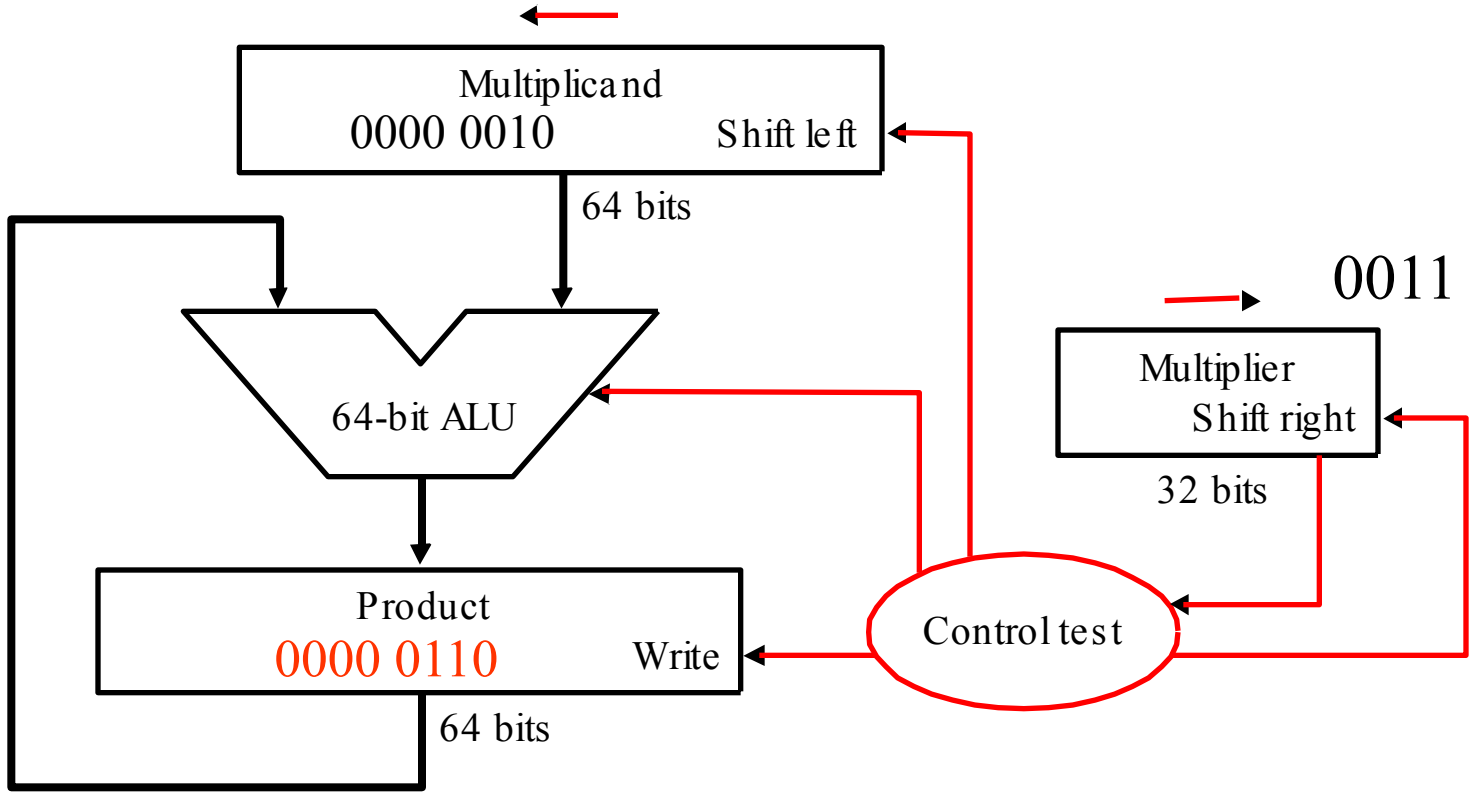 Multiplicand
0000 0010 Shift left
64 bits
0011
Multiplier
Shift right
64-bit ALU
32 bits
Product
0000 0110 Write
Control test
64 bits